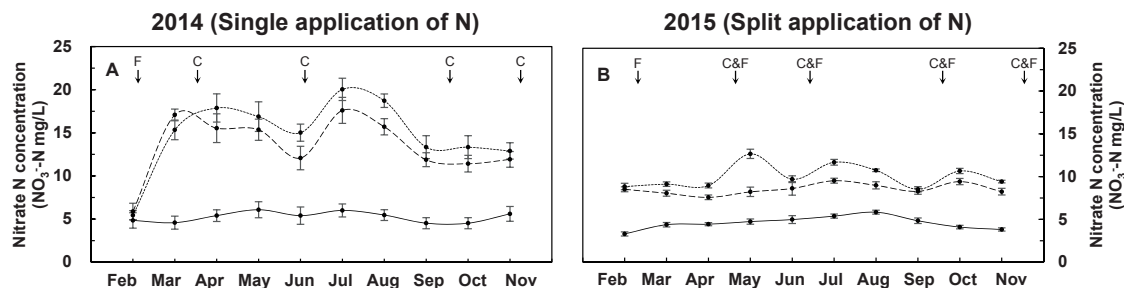 2014 (Single application of N)
2015 (Split application of N)
Nitrate N concentration
(NO₃⁻-N mg/L)
25
20
15
10
5
0
A
F
C
C
C
C
Feb Mar Apr May Jun Jul Aug Sep Oct Nov
B
F
C&F
C&F
C&F
C&F
Feb Mar Apr May Jun Jul Aug Sep Oct Nov
25
20
15
10
5
0
Nitrate N concentration
(NO₃⁻-N mg/L)